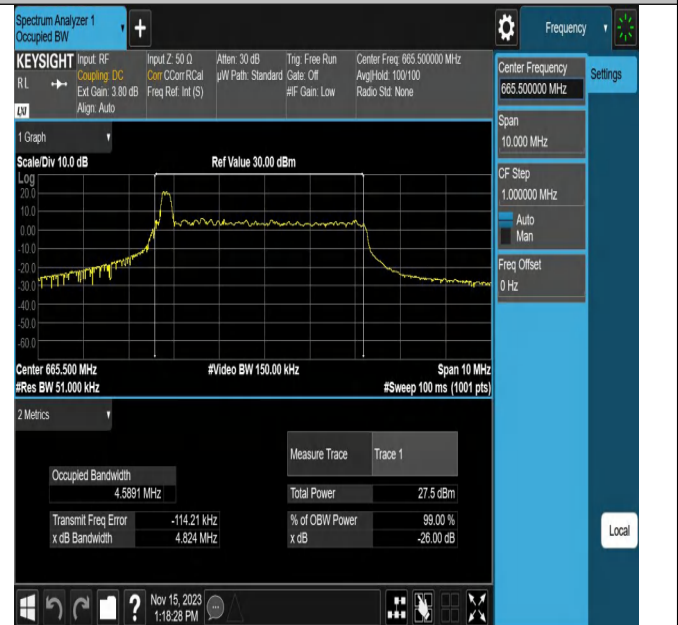 Spectrum Analyzer 1
Occupied BW
+
Frequency
KEYSIGHT
RL
LXI
Input: RF
Coupling: DC
Ext Gain: 3.80 dB
Align: Auto
Input Z: 50 Ω
Corr CCorr RCal
Freq Ref: Int (S)
Atten: 30 dB
µW Path: Standard
Trig: Free Run
Gate: Off
#IF Gain: Low
Center Freq: 665.500000 MHz
Avg|Hold: 100/100
Radio Std: None
Center Frequency
665.500000 MHz
Settings
Span
10.000 MHz
CF Step
1.000000 MHz
Auto
Man
Freq Offset
0 Hz
1 Graph
Scale/Div 10.0 dB
Ref Value 30.00 dBm
Log
20.0
10.0
0.00
-10.0
-20.0
-30.0
-40.0
-50.0
-60.0
Center 665.500 MHz
#Video BW 150.00 kHz
Span 10 MHz
#Res BW 51.000 kHz
#Sweep 100 ms (1001 pts)
2 Metrics
Measure Trace
Trace 1
Occupied Bandwidth
4.5891 MHz
Total Power
27.5 dBm
Transmit Freq Error
-114.21 kHz
% of OBW Power
99.00 %
x dB Bandwidth
4.824 MHz
x dB
-26.00 dB
Local
?
Nov 15, 2023
1:18:28 PM